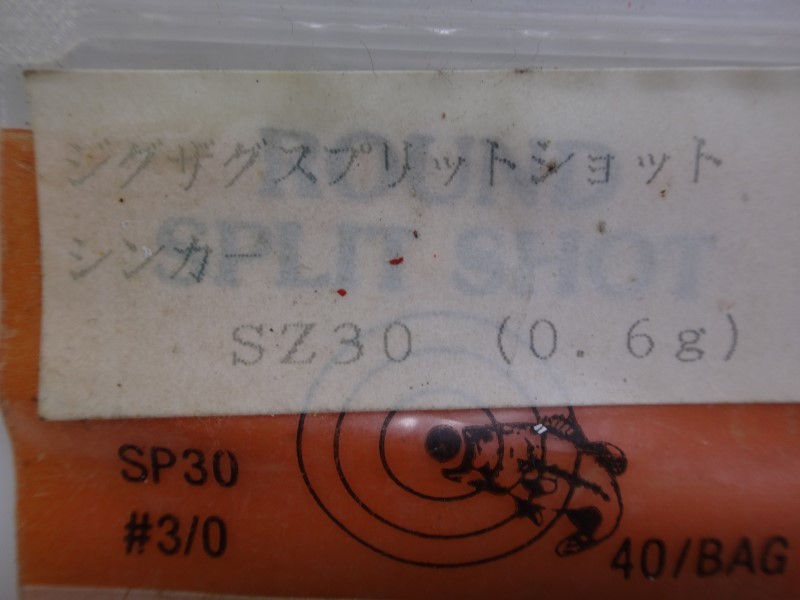 ジグザグスプリットショット
シンカー
SZ30 (0.6g)
ROUND
SPLIT SHOT
SP30
#3/0
40/BAG